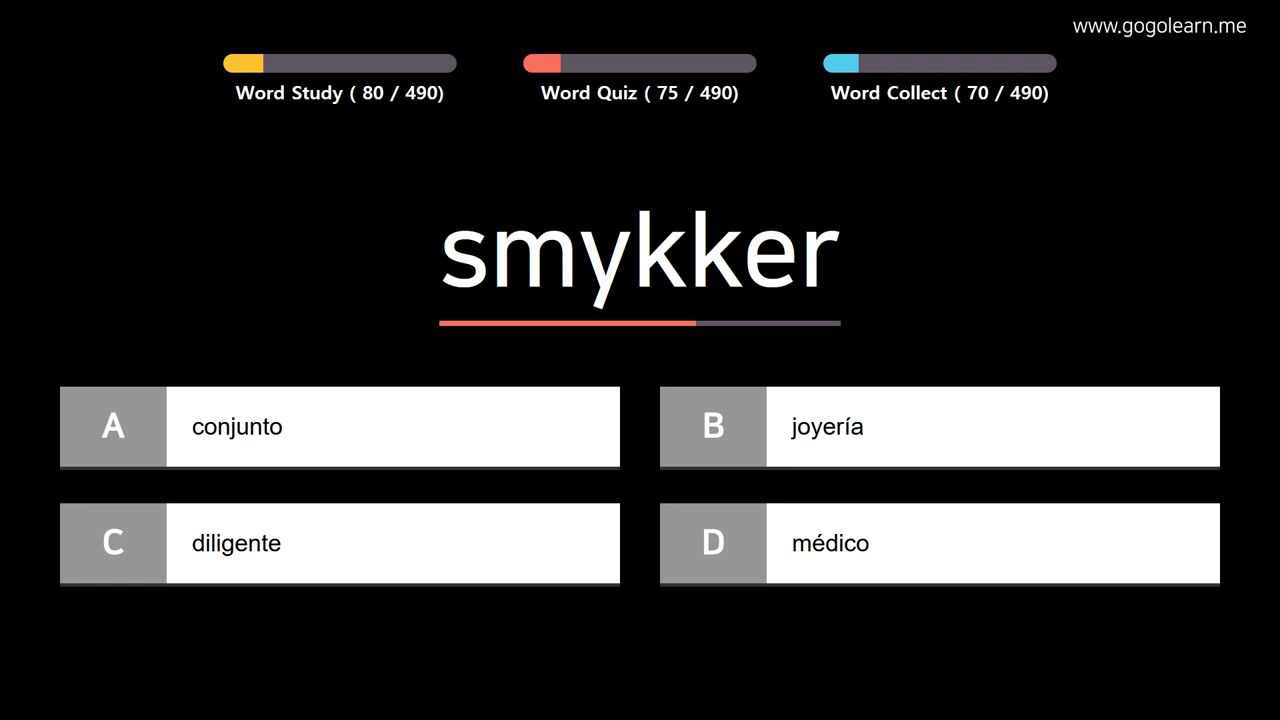 www.gogolearn.me
Word Study ( 80 / 490)
Word Quiz ( 75 / 490)
Word Collect ( 70 / 490)
smykker
A conjunto
B joyería
C diligente
D médico